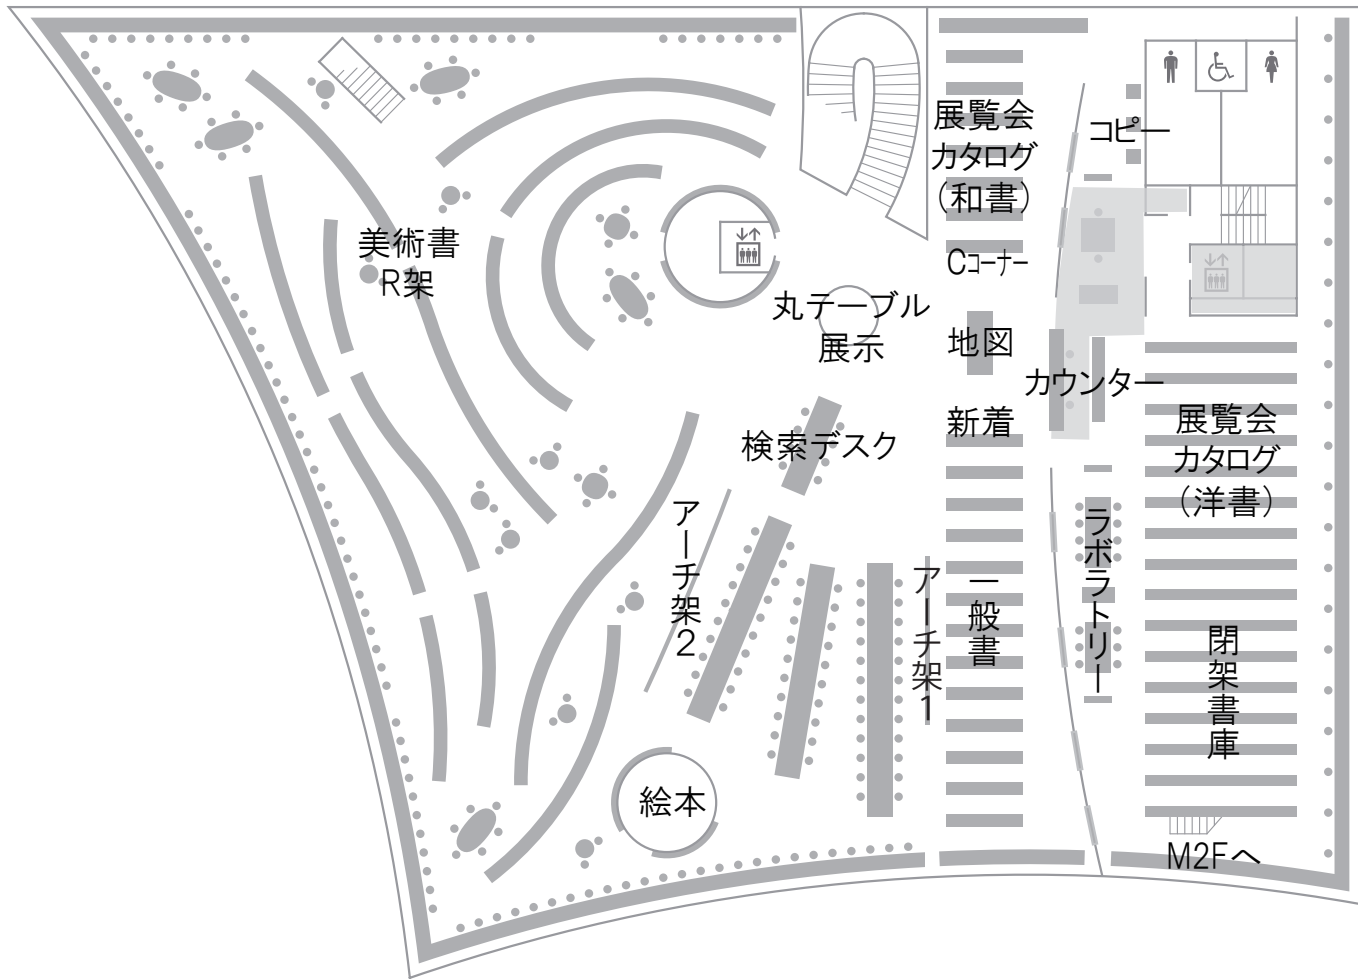 展覧会
カタログ
(和書)
コピー
美術書
R架
Cコーナー
丸テーブル
展示
地図
カウンター
新着
検索デスク
展覧会
カタログ
(洋書)
アーチ架2
アーチ架1
一般書
ラボラトリー
閉架書庫
絵本
M2Fへ